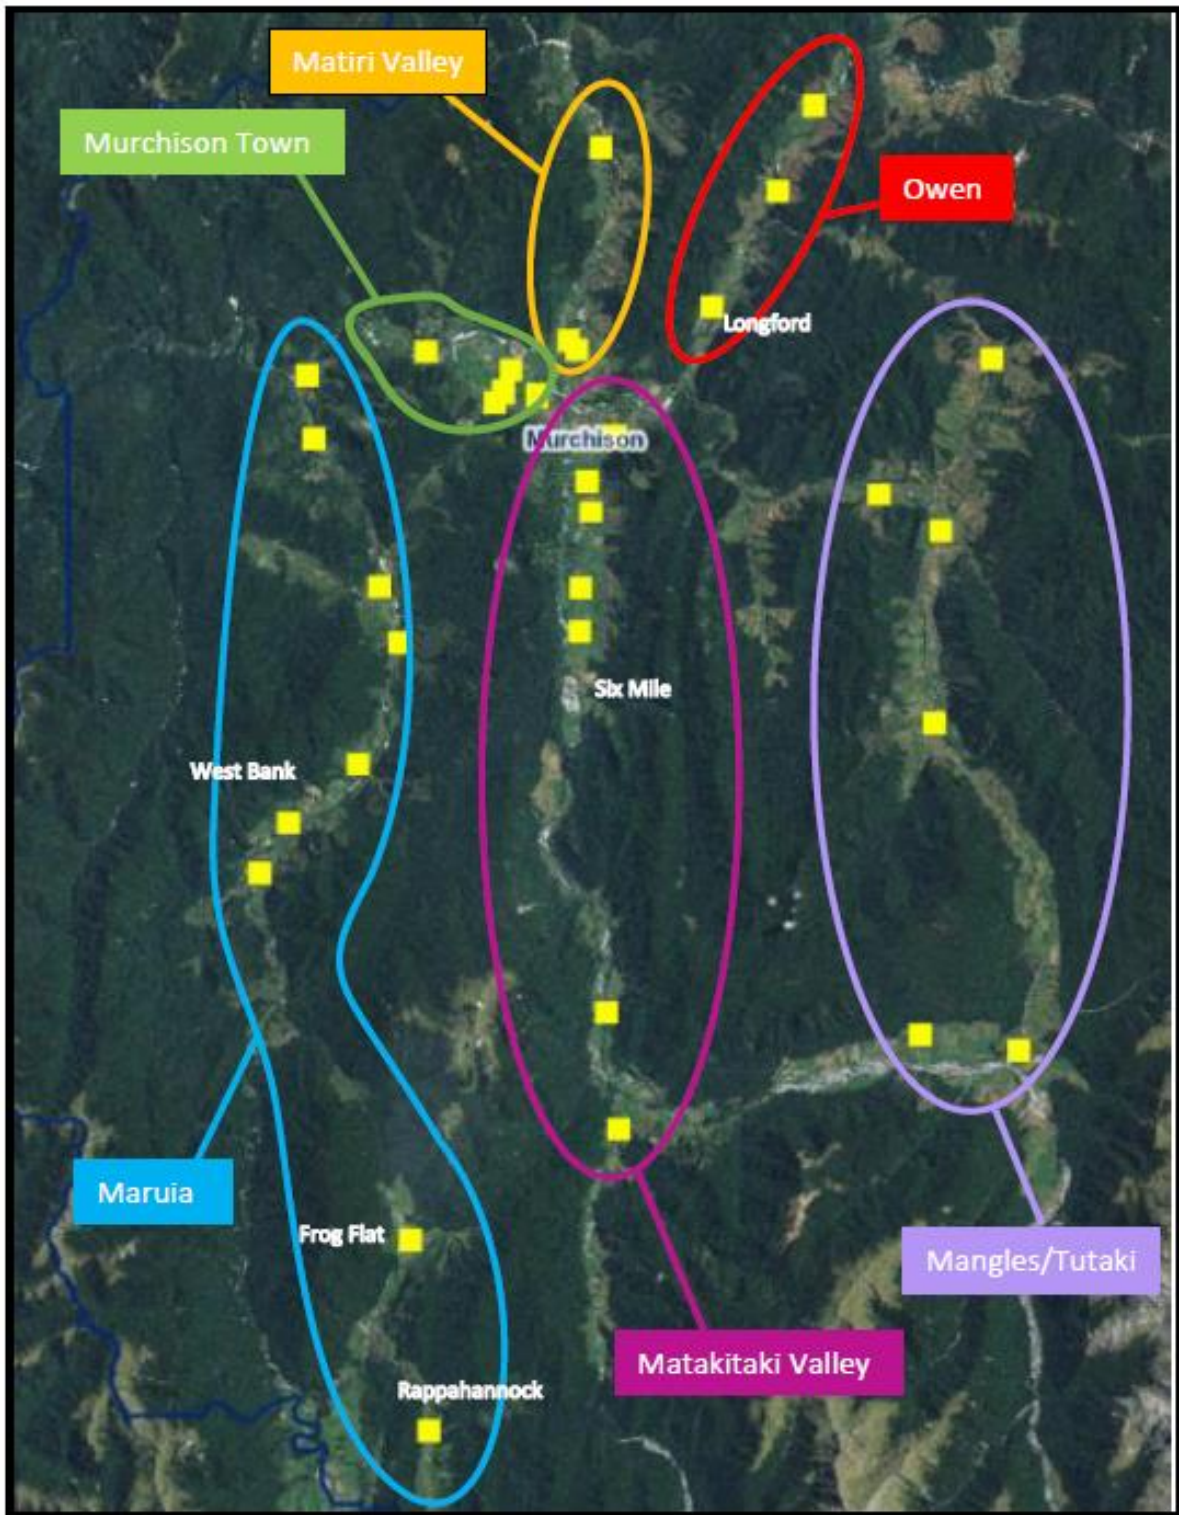 Matiri Valley
Murchison Town
Owen
Longford
Murchison
Six Mile
West Bank
Maruia
Frog Flat
Mangles/Tutaki
Matakitaki Valley
Rappahannock